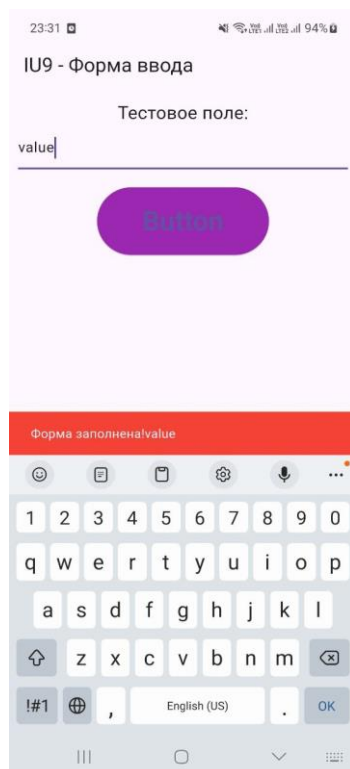 23:31 94%
IU9 - Форма ввода
Тестовое поле:
value
Button
Форма заполнена!value
1 2 3 4 5 6 7 8 9 0
q w e r t y u i o p
a s d f g h j k l
z x c v b n m
!#1 , English (US) . OK